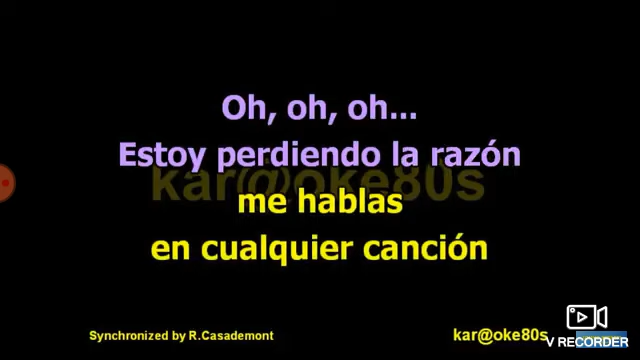 Oh, oh, oh...
Estoy perdiendo la razón
kar@oke80s
me hablas
en cualquier canción
Synchronized by R.Casademont
kar@oke80s
V RECORDER